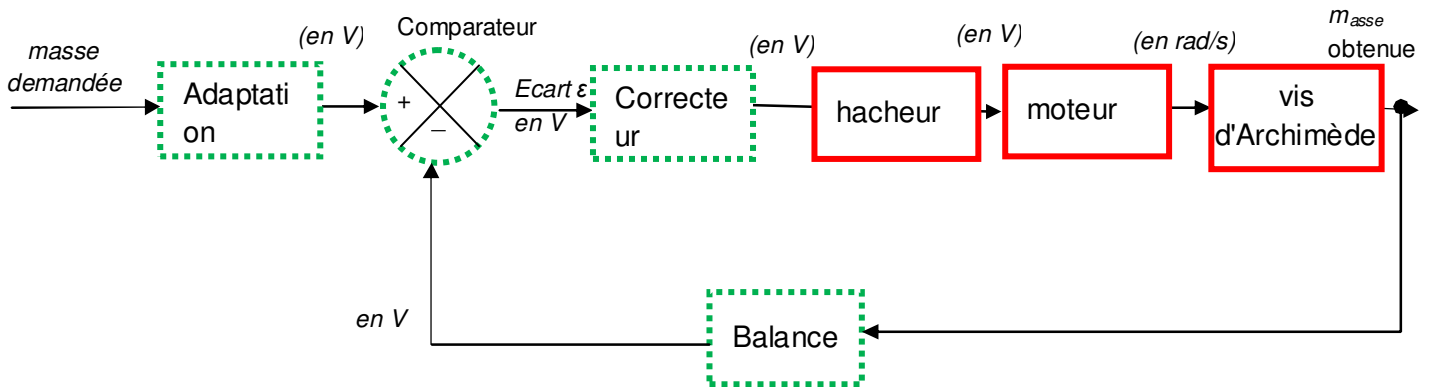 masse
demandée
Adaptati
on
(en V)
Comparateur
+
–
Ecart ε
en V
Correcte
ur
(en V)
hacheur
(en V)
moteur
(en rad/s)
vis
d'Archimède
masse
obtenue
en V
Balance